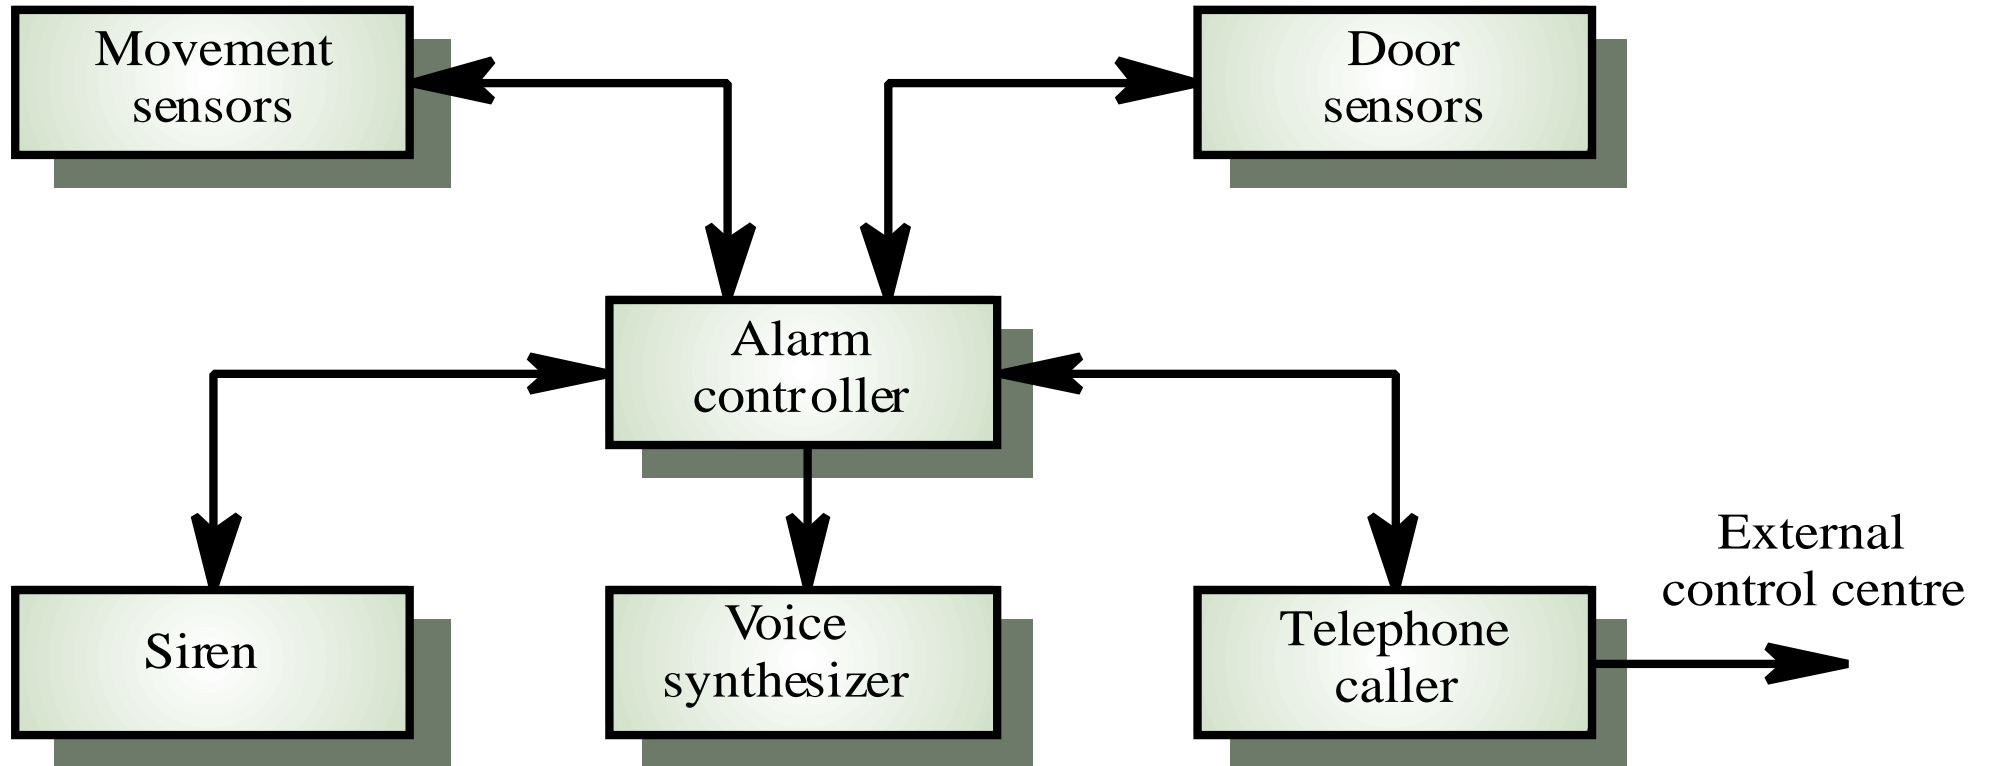 Movement
sensors
Door
sensors
Alarm
controller
Siren
Voice
synthesizer
Telephone
caller
External
control centre